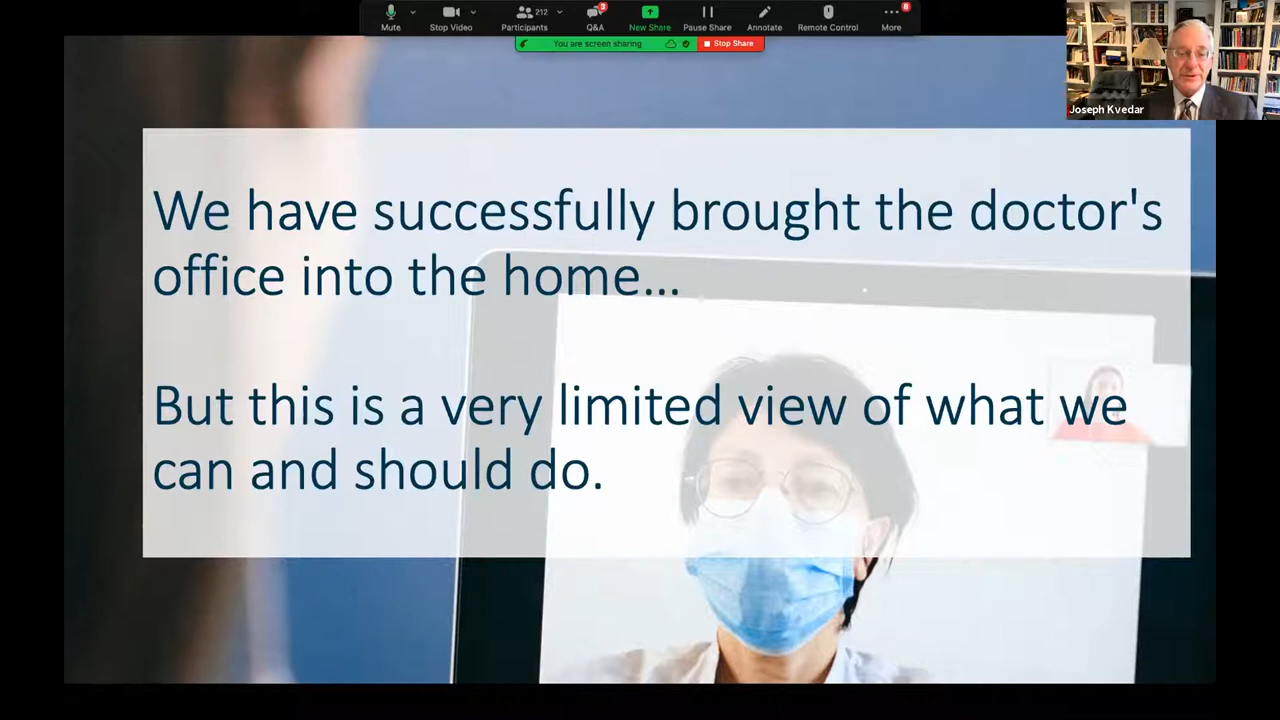 212
3
8
Mute
Stop Video
Participants
Q&A
New Share
Pause Share
Annotate
Remote Control
More
You are screen sharing
Stop Share
Joseph Kvedar
We have successfully brought the doctor's
office into the home...
But this is a very limited view of what we
can and should do.